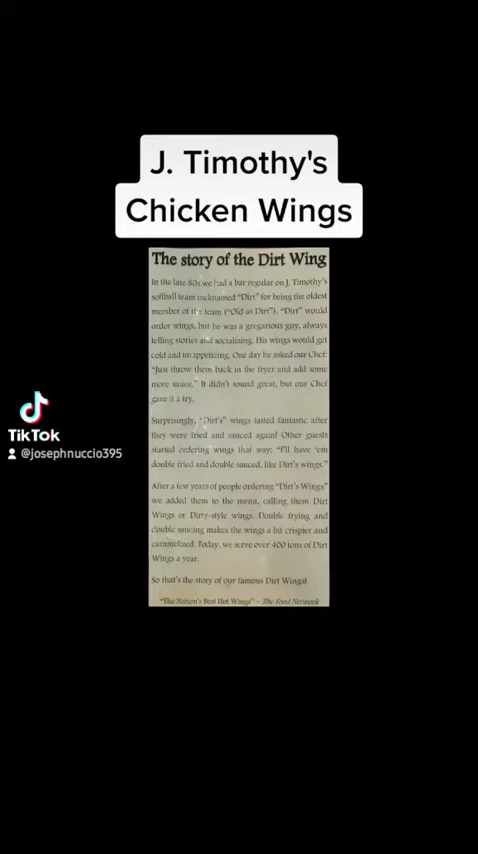 J. Timothy's
Chicken Wings
The story of the Dirt Wing
In the late 80s we had a bar regular on J. Timothy's
softball team nicknamed "Dirt" for being the oldest
member of the team ("Old as Dirt"). "Dirt" would
order wings, but he was a gregarious guy, always
telling stories and socializing. His wings would get
cold and unappetizing. One day he asked our Chef:
"Just throw them back in the fryer and add some
more sauce." It didn't sound great, but our Chef
gave it a try.
Surprisingly, "Dirt's" wings tasted fantastic after
they were fried and sauced again! Other guests
started ordering wings that way: "I'll have 'em
double fried and double sauced, like Dirt's wings."
After a few years of people ordering "Dirt's Wings"
we added them to the menu, calling them Dirt
Wings or Dirty-style wings. Double frying and
double saucing makes the wings a bit crispier and
caramelized. Today, we serve over 400 tons of Dirt
Wings a year.
So that's the story of our famous Dirt Wings!
"The Nation's Best Hot Wings" – The Food Network
TikTok
@josephnuccio395